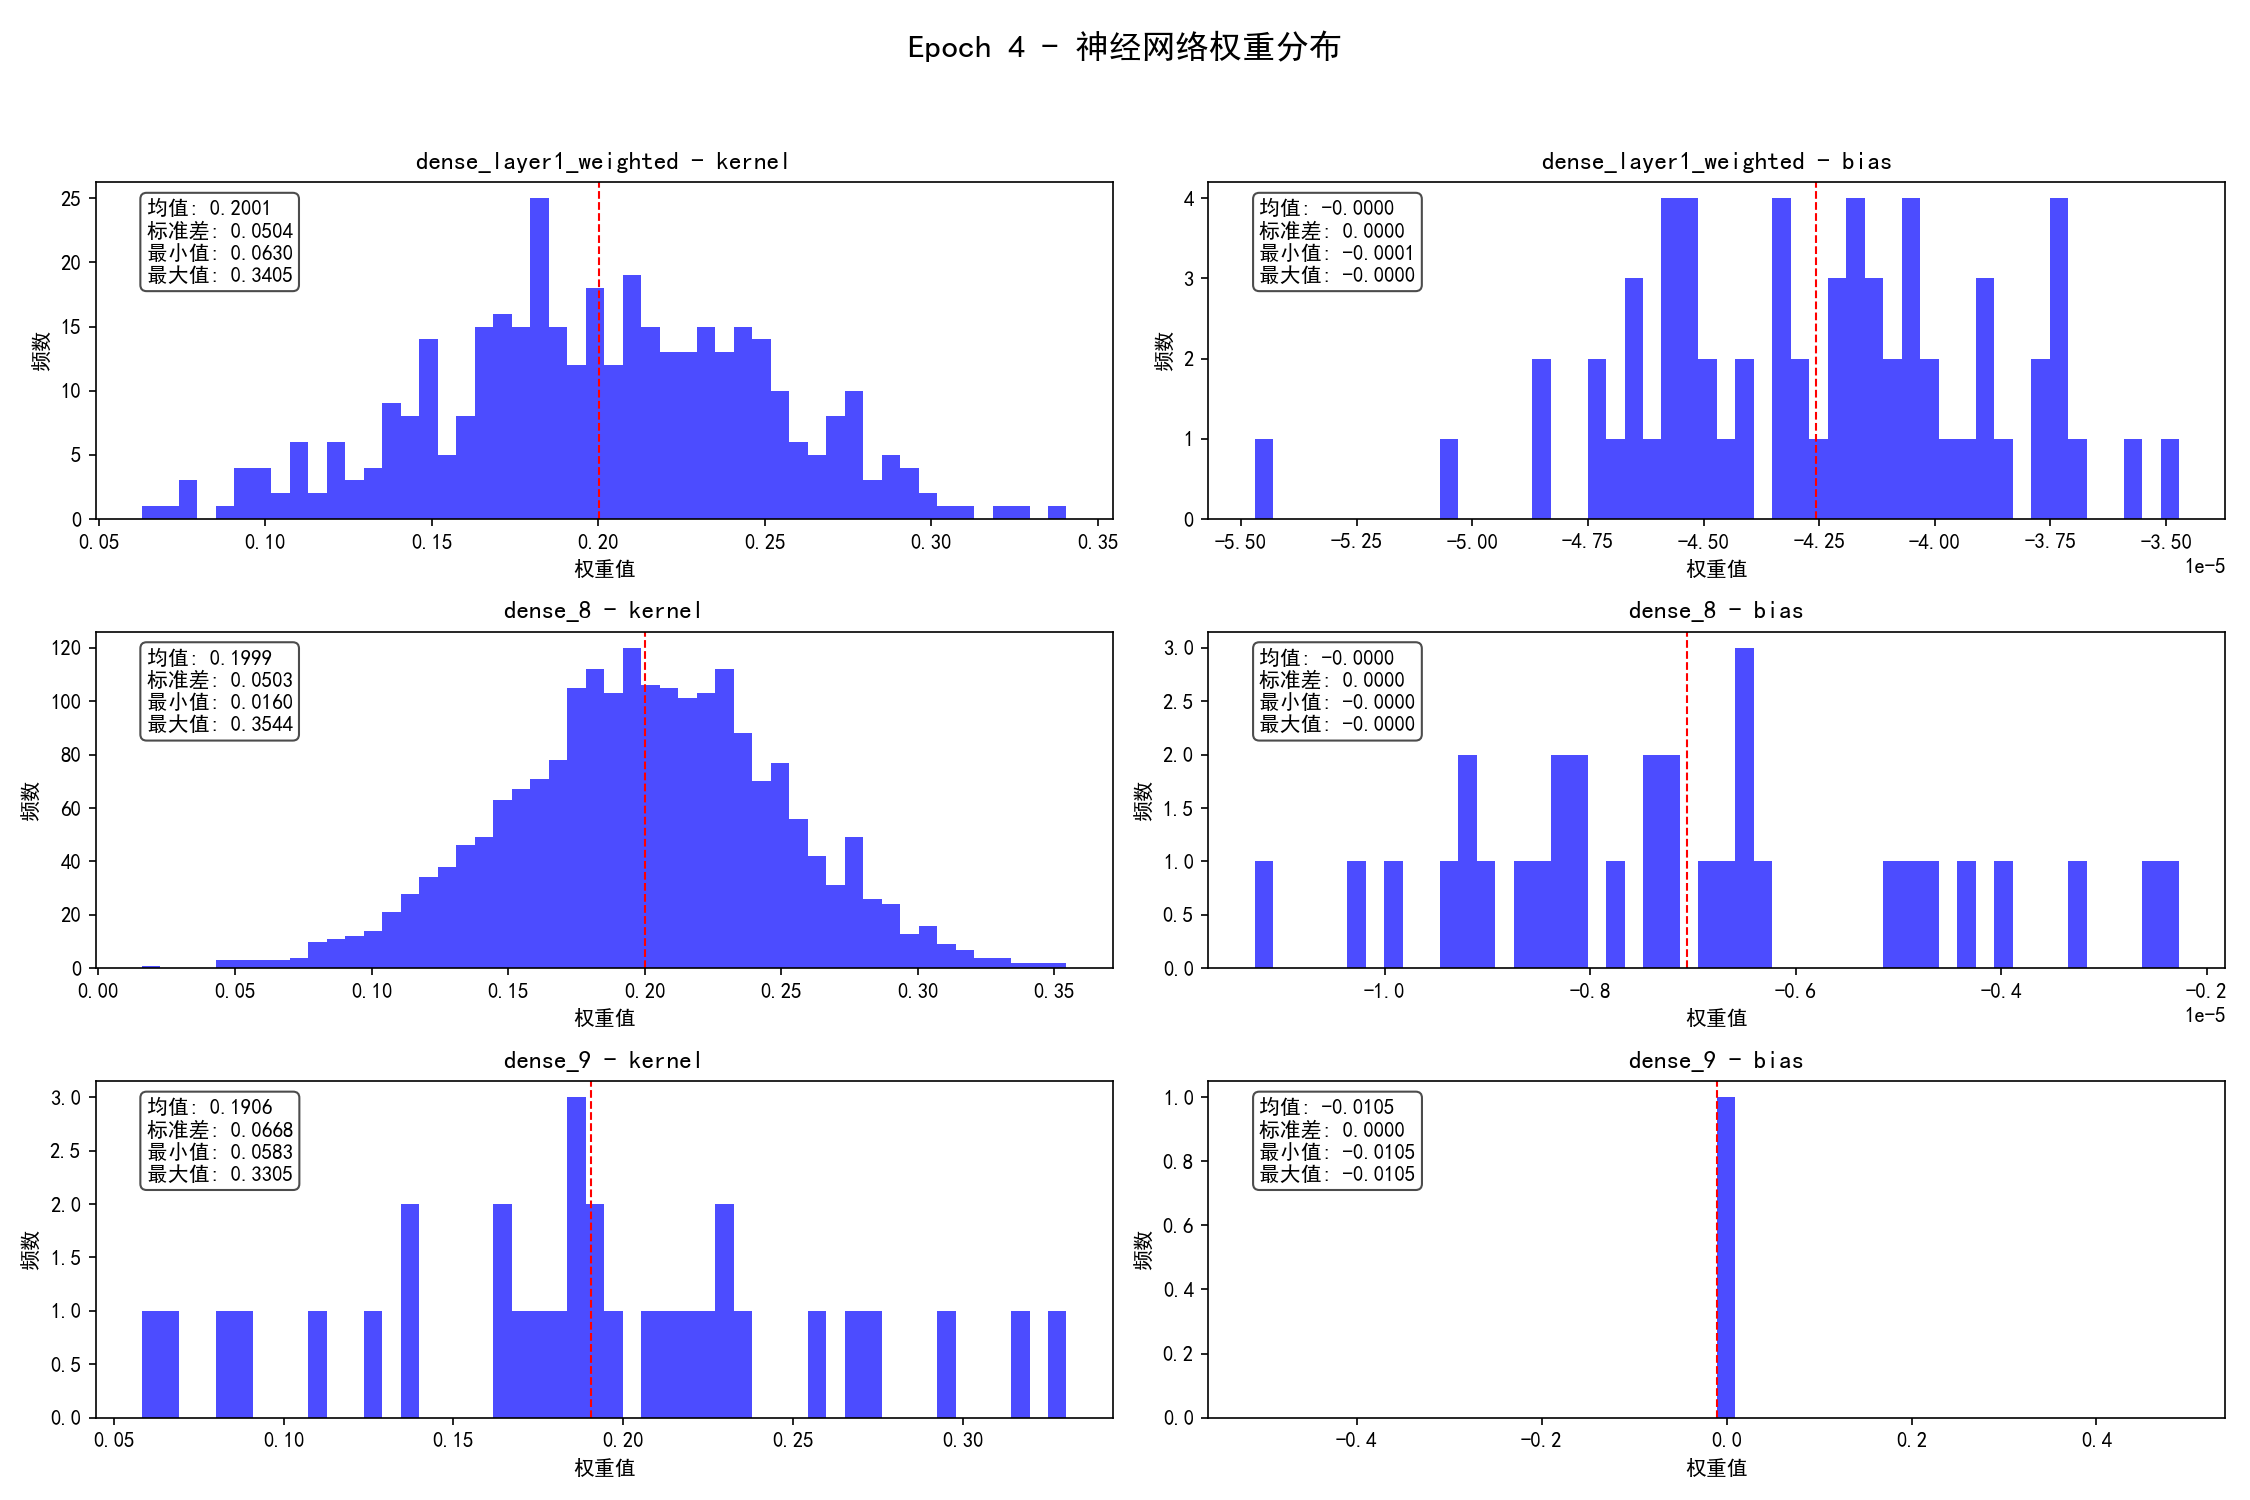 Epoch 4 - 神经网络权重分布
dense_layer1_weighted - kernel
均值: 0.2001
标准差: 0.0504
最小值: 0.0630
最大值: 0.3405
频数
25
20
15
10
5
0
0.05 0.10 0.15 0.20 0.25 0.30 0.35
权重值
dense_layer1_weighted - bias
均值: -0.0000
标准差: 0.0000
最小值: -0.0001
最大值: -0.0000
频数
4
3
2
1
0
-5.50 -5.25 -5.00 -4.75 -4.50 -4.25 -4.00 -3.75 -3.50
1e-5
权重值
dense_8 - kernel
均值: 0.1999
标准差: 0.0503
最小值: 0.0160
最大值: 0.3544
频数
120
100
80
60
40
20
0
0.00 0.05 0.10 0.15 0.20 0.25 0.30 0.35
权重值
dense_8 - bias
均值: -0.0000
标准差: 0.0000
最小值: -0.0000
最大值: -0.0000
频数
3.0
2.5
2.0
1.5
1.0
0.5
0.0
-1.0 -0.8 -0.6 -0.4 -0.2
1e-5
权重值
dense_9 - kernel
均值: 0.1906
标准差: 0.0668
最小值: 0.0583
最大值: 0.3305
频数
3.0
2.5
2.0
1.5
1.0
0.5
0.0
0.05 0.10 0.15 0.20 0.25 0.30
权重值
dense_9 - bias
均值: -0.0105
标准差: 0.0000
最小值: -0.0105
最大值: -0.0105
频数
1.0
0.8
0.6
0.4
0.2
0.0
-0.4 -0.2 0.0 0.2 0.4
权重值